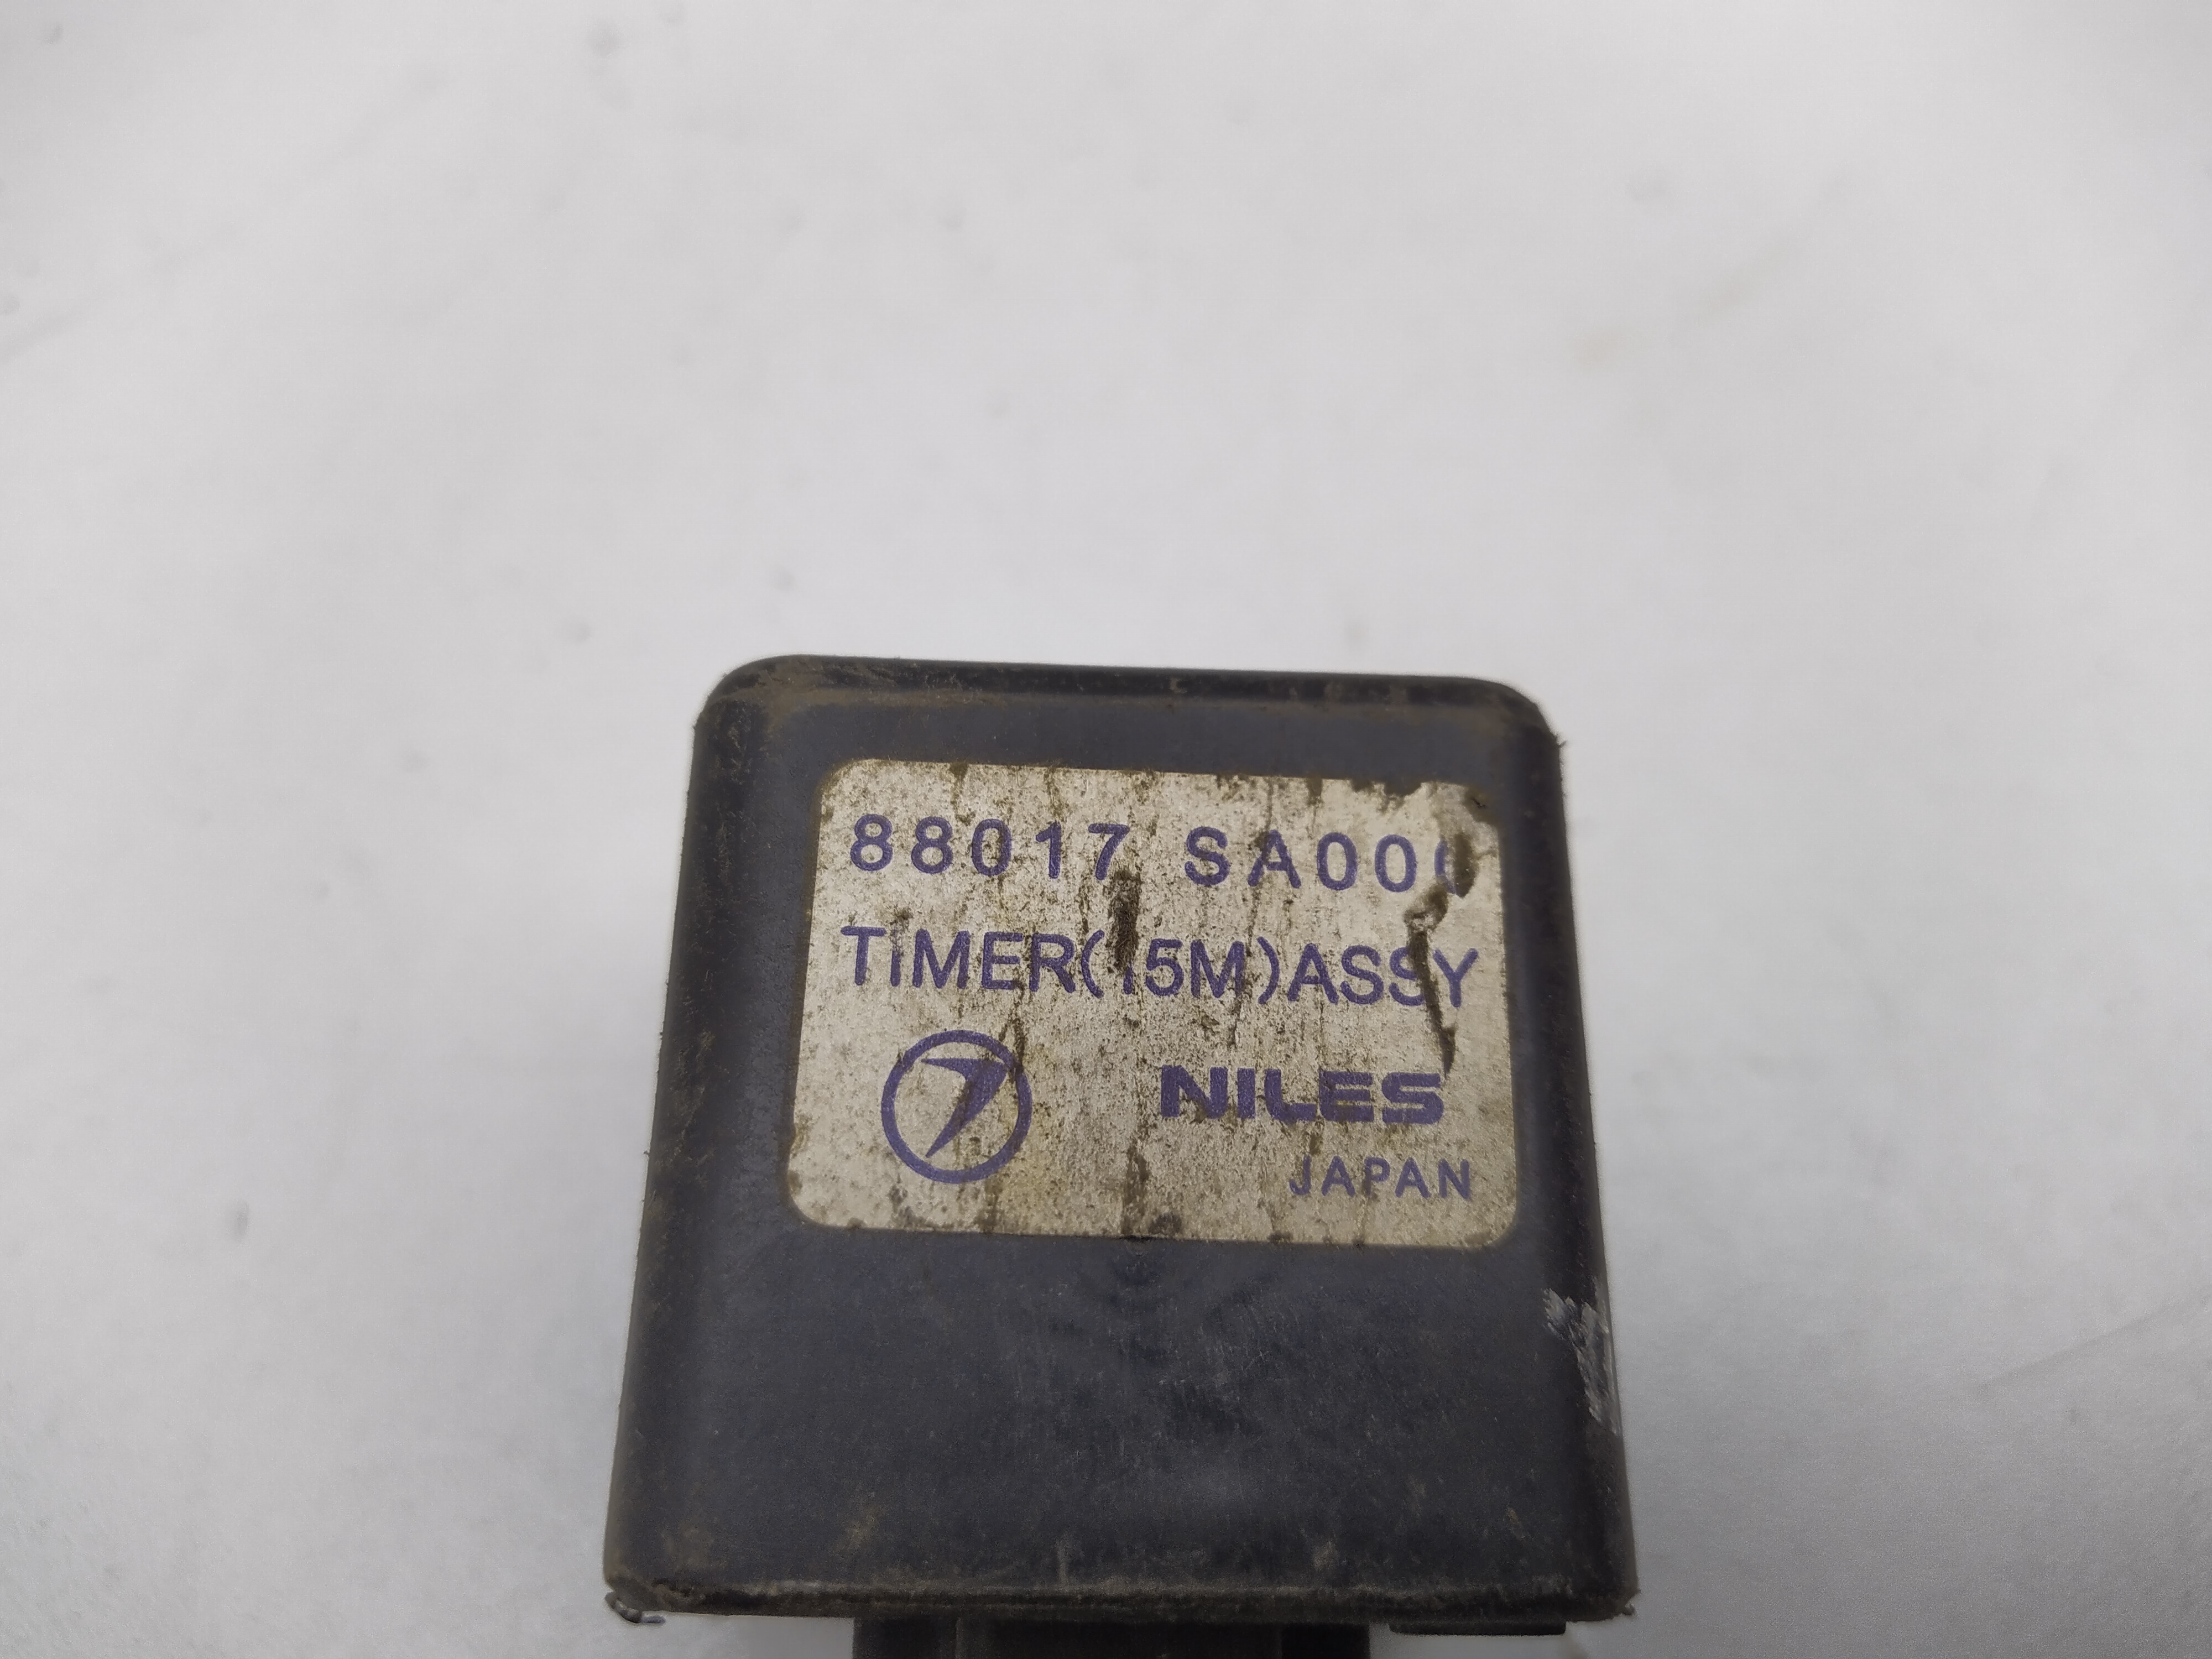 88017 SA000
TIMER(15M)ASSY
NILES
JAPAN